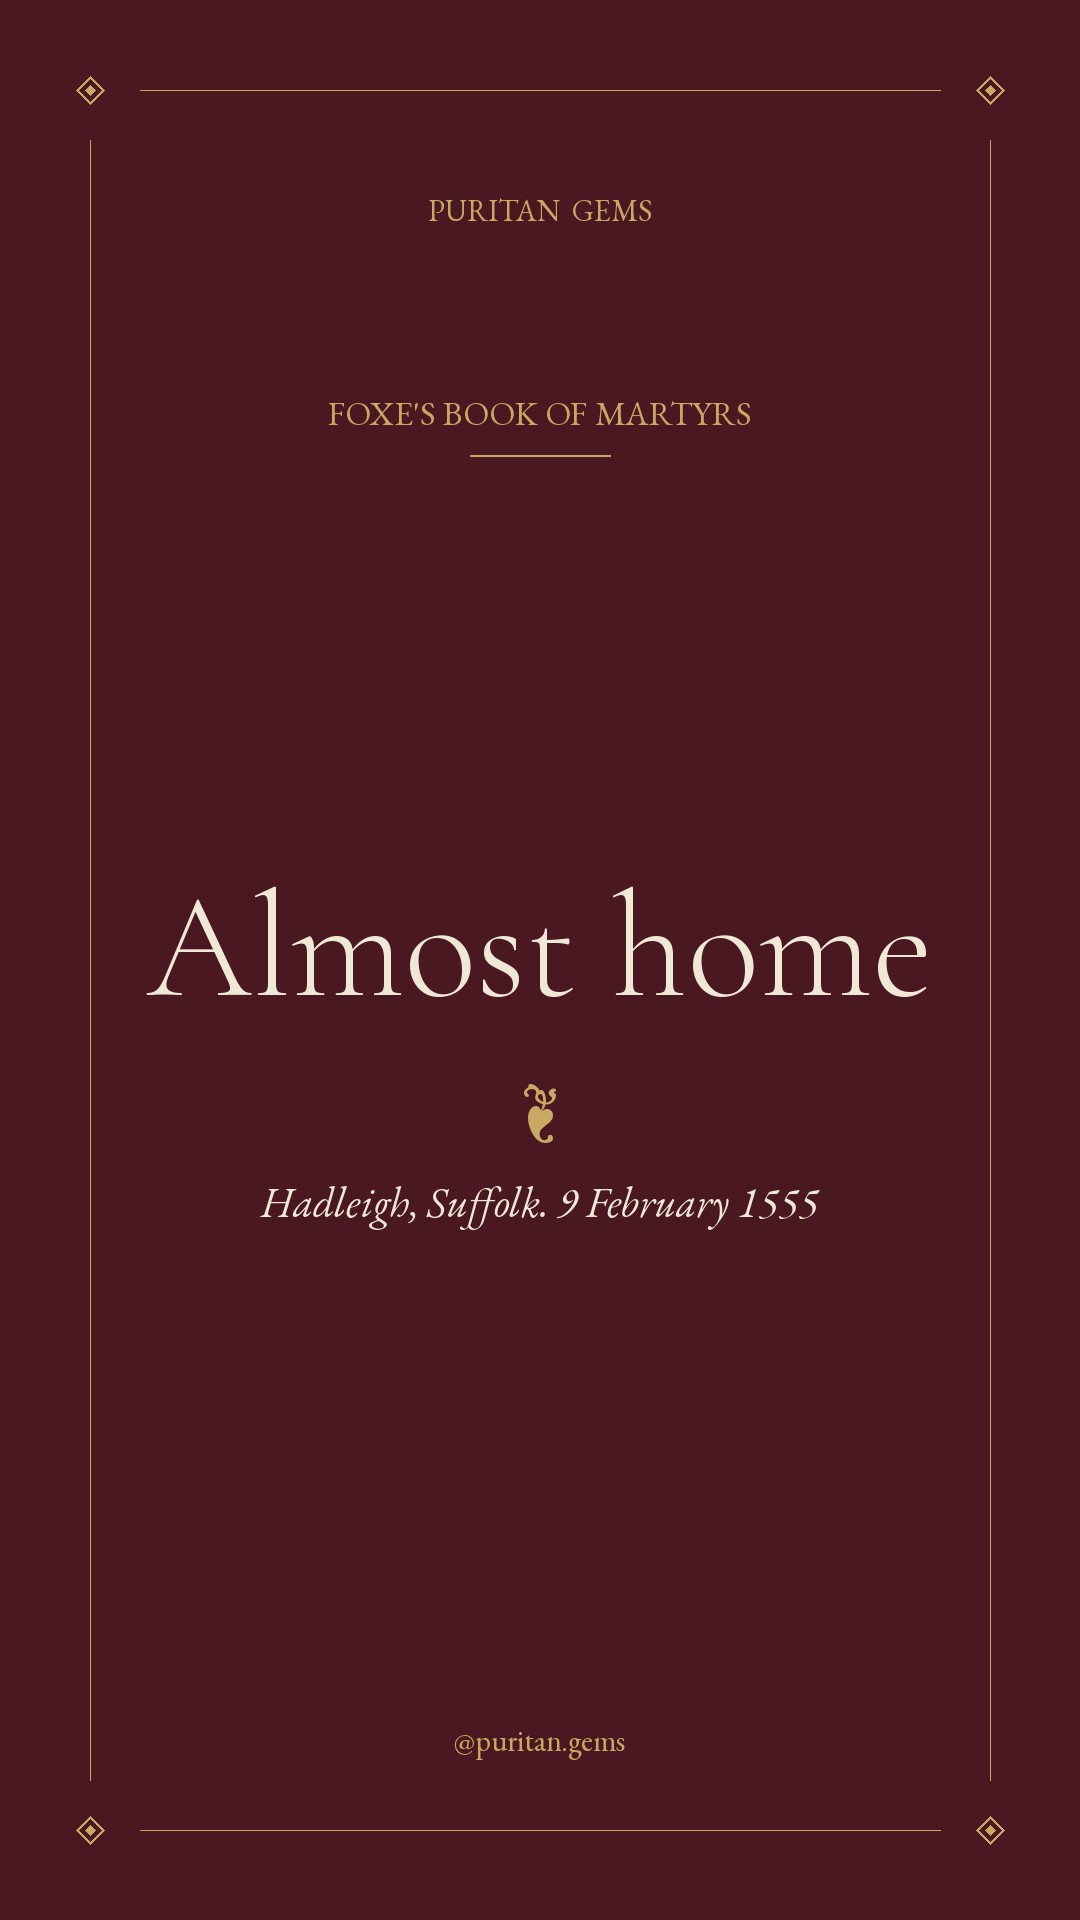 PURITAN GEMS
FOXE'S BOOK OF MARTYRS
Almost home
Hadleigh, Suffolk. 9 February 1555
@puritan.gems